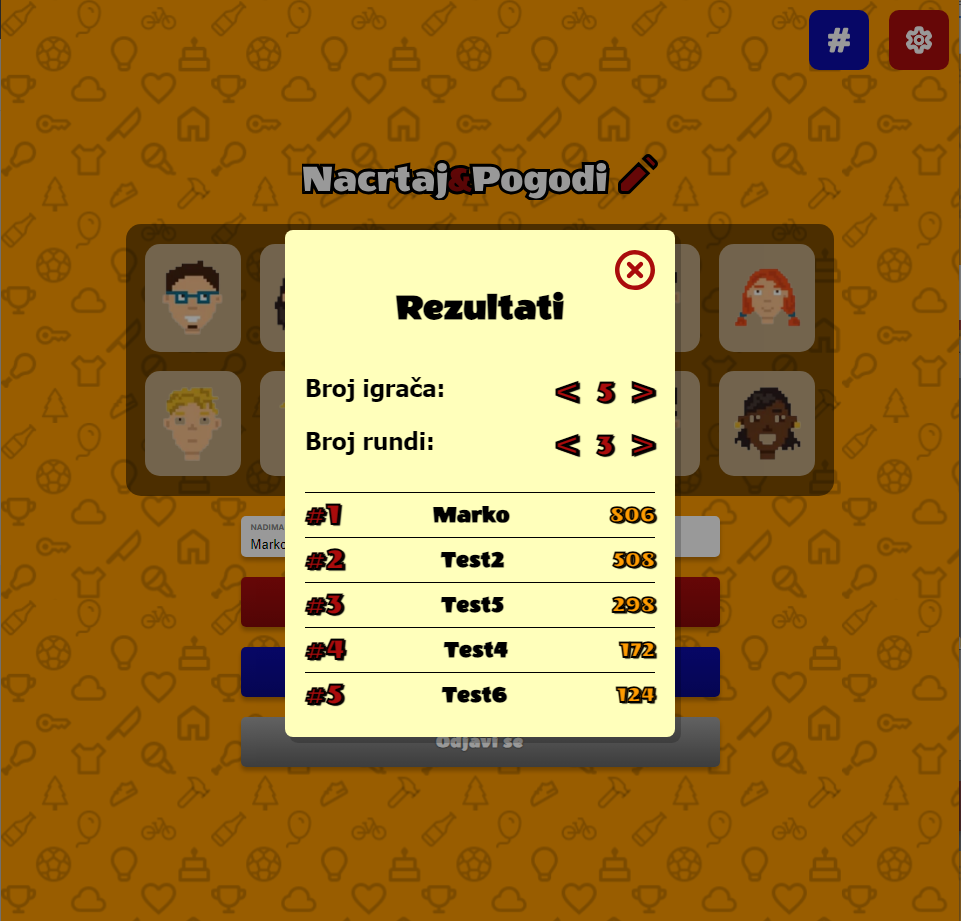 #
Nacrtaj&Pogodi
Rezultati
Broj igrača: < 5 >
Broj rundi: < 3 >
#1 Marko 806
#2 Test2 508
#3 Test5 298
#4 Test4 172
#5 Test6 124
NADIMA
Marko
Odjavi se